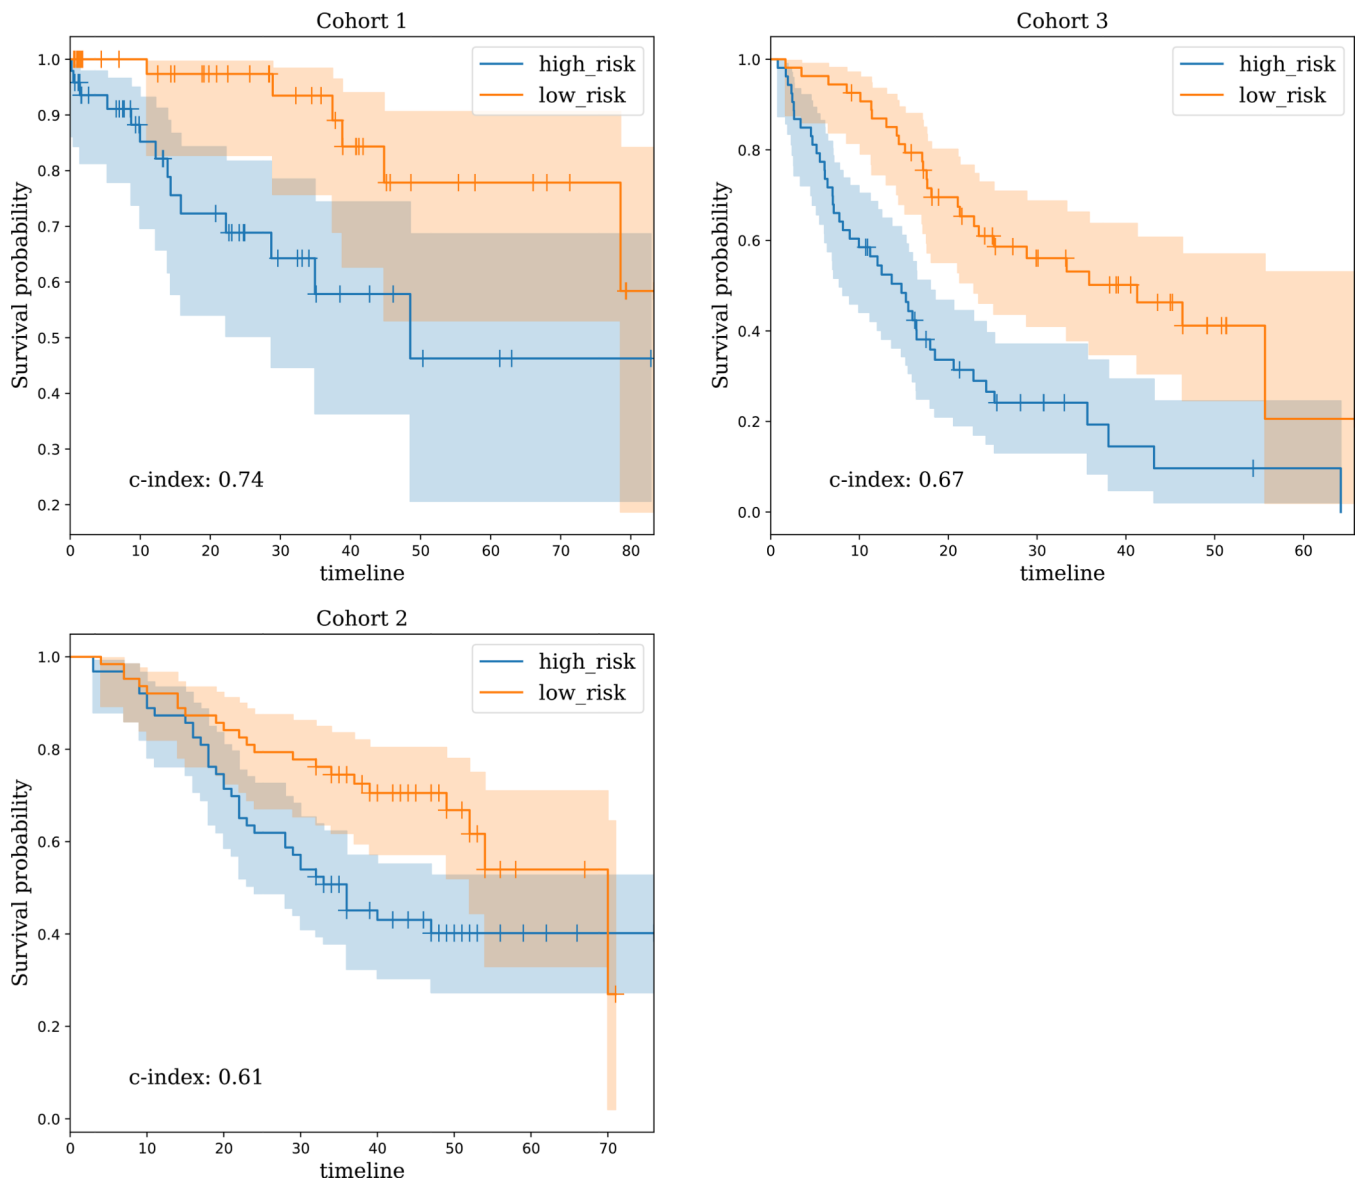 Cohort 1
high_risk
low_risk
1.0
0.9
0.8
0.7
0.6
0.5
0.4
0.3
0.2
Survival probability
c-index: 0.74
0 10 20 30 40 50 60 70 80
timeline
Cohort 3
high_risk
low_risk
1.0
0.8
0.6
0.4
0.2
0.0
Survival probability
c-index: 0.67
0 10 20 30 40 50 60
timeline
Cohort 2
high_risk
low_risk
1.0
0.8
0.6
0.4
0.2
0.0
Survival probability
c-index: 0.61
0 10 20 30 40 50 60 70
timeline